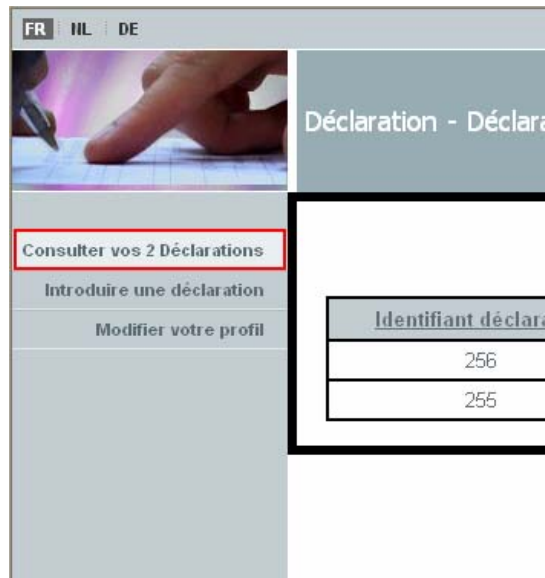 FR NL DE
Déclaration - Déclara
Consulter vos 2 Déclarations
Introduire une déclaration
Modifier votre profil
Identifiant déclara
256
255